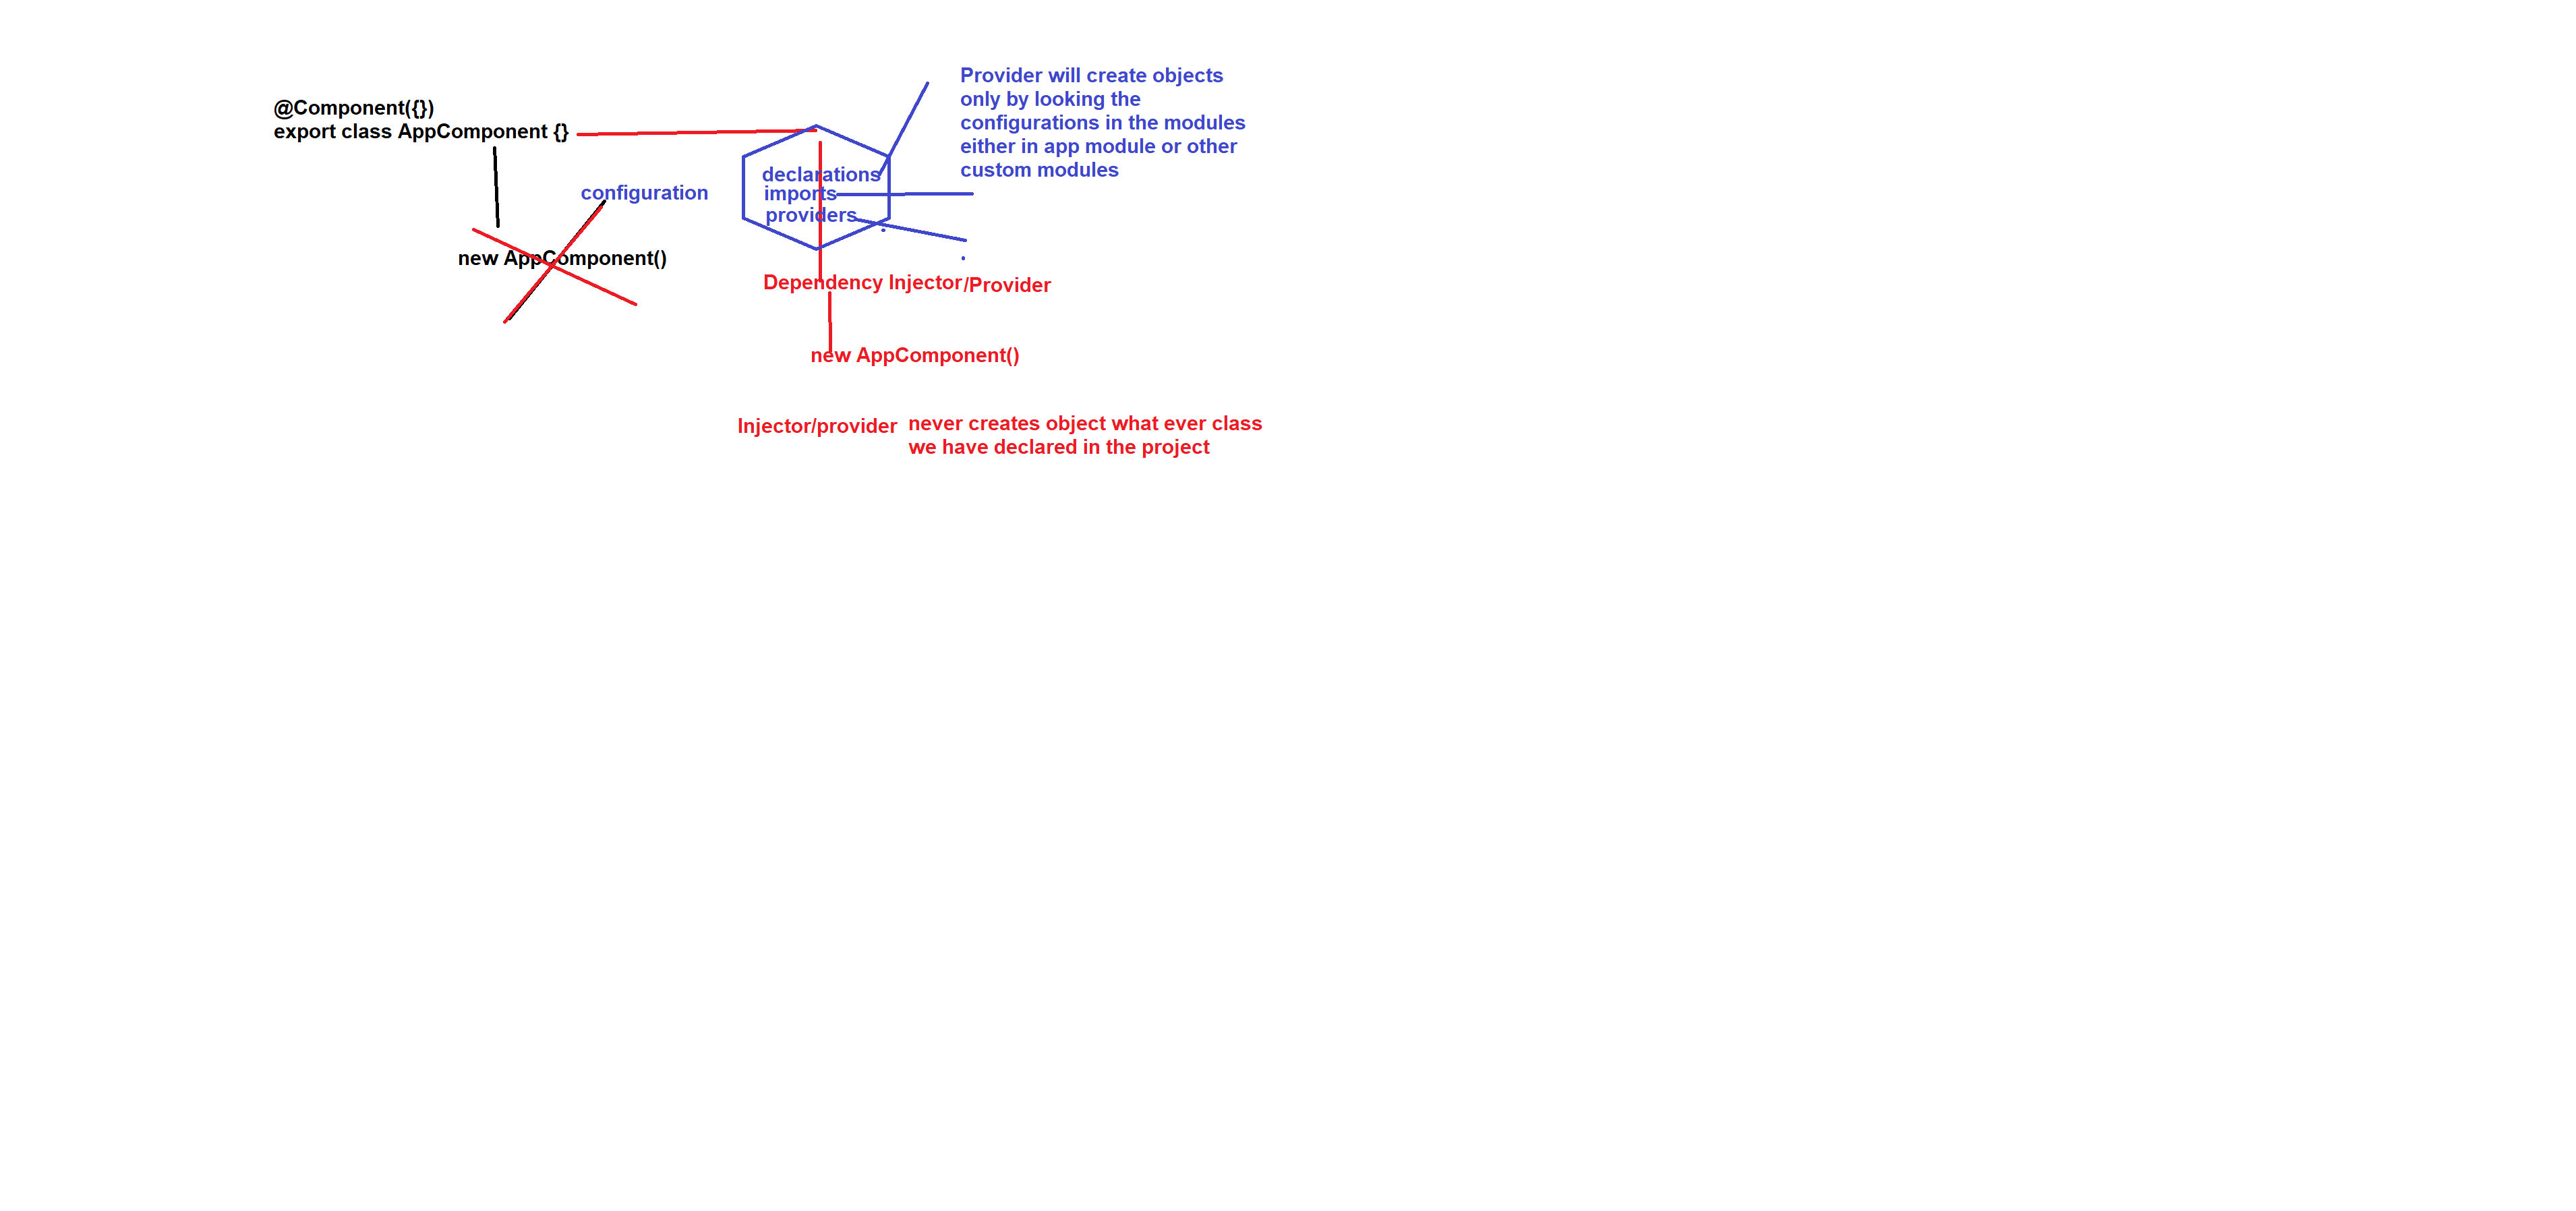 @Component({})
export class AppComponent {}
new AppComponent()
configuration
declarations
imports
providers
Provider will create objects
only by looking the
configurations in the modules
either in app module or other
custom modules
Dependency Injector/Provider
new AppComponent()
Injector/provider never creates object what ever class
we have declared in the project